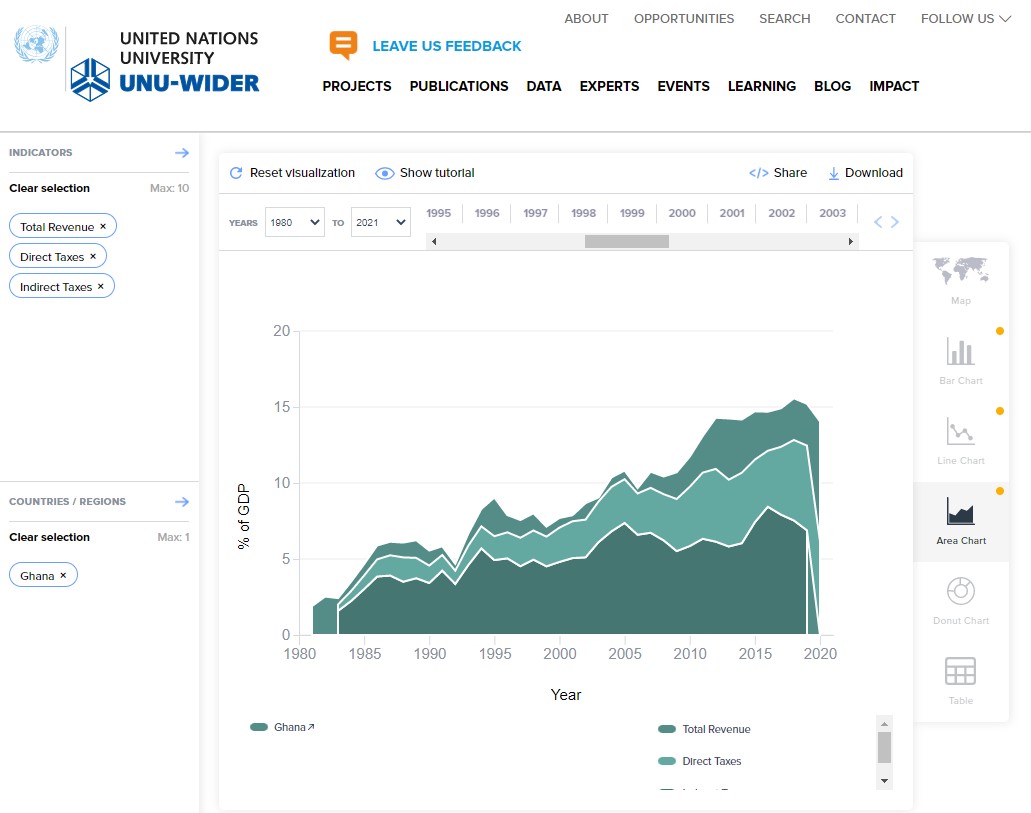 ABOUT OPPORTUNITIES SEARCH CONTACT FOLLOW US
UNITED NATIONS
UNIVERSITY
UNU-WIDER
LEAVE US FEEDBACK
PROJECTS PUBLICATIONS DATA EXPERTS EVENTS LEARNING BLOG IMPACT
INDICATORS
Clear selection Max: 10
Total Revenue ×
Direct Taxes ×
Indirect Taxes ×
COUNTRIES / REGIONS
Clear selection Max: 1
Ghana ×
Reset visualization Show tutorial </> Share Download
YEARS 1980 TO 2021 1995 1996 1997 1998 1999 2000 2001 2002 2003
20
15
10
5
0
% of GDP
1980 1985 1990 1995 2000 2005 2010 2015 2020
Year
Ghana
Total Revenue
Direct Taxes
Map
Bar Chart
Line Chart
Area Chart
Donut Chart
Table